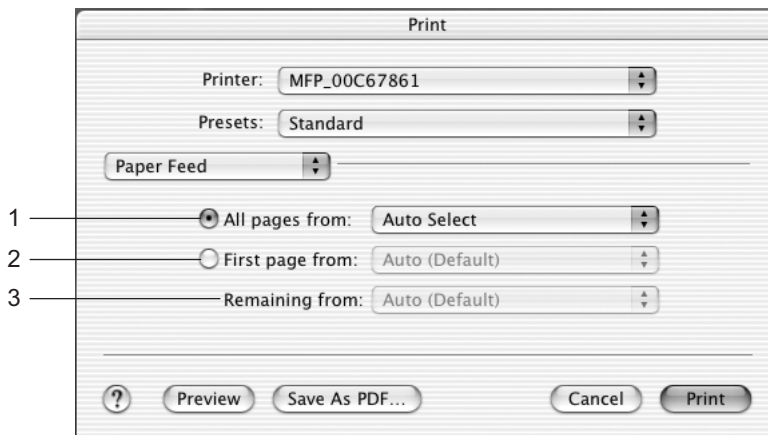 Print
Printer: MFP_00C67861
Presets: Standard
Paper Feed
1 All pages from: Auto Select
2 First page from: Auto (Default)
3 Remaining from: Auto (Default)
? Preview Save As PDF... Cancel Print